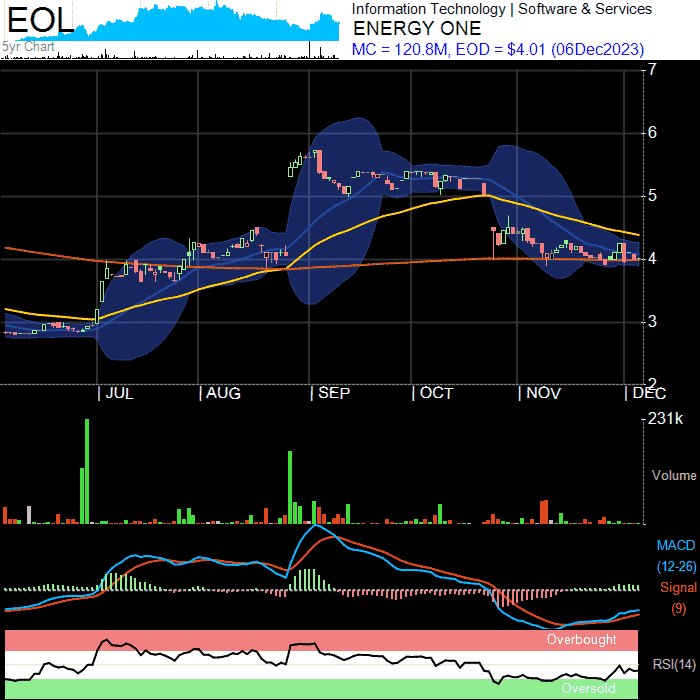 EOL
5yr Chart
Information Technology | Software & Services
ENERGY ONE
MC = 120.8M, EOD = $4.01 (06Dec2023)
7
6
5
4
3
2
| JUL
| AUG
| SEP
| OCT
| NOV
| DEC
231k
Volume
MACD
(12-26)
Signal
(9)
Overbought
RSI(14)
Oversold